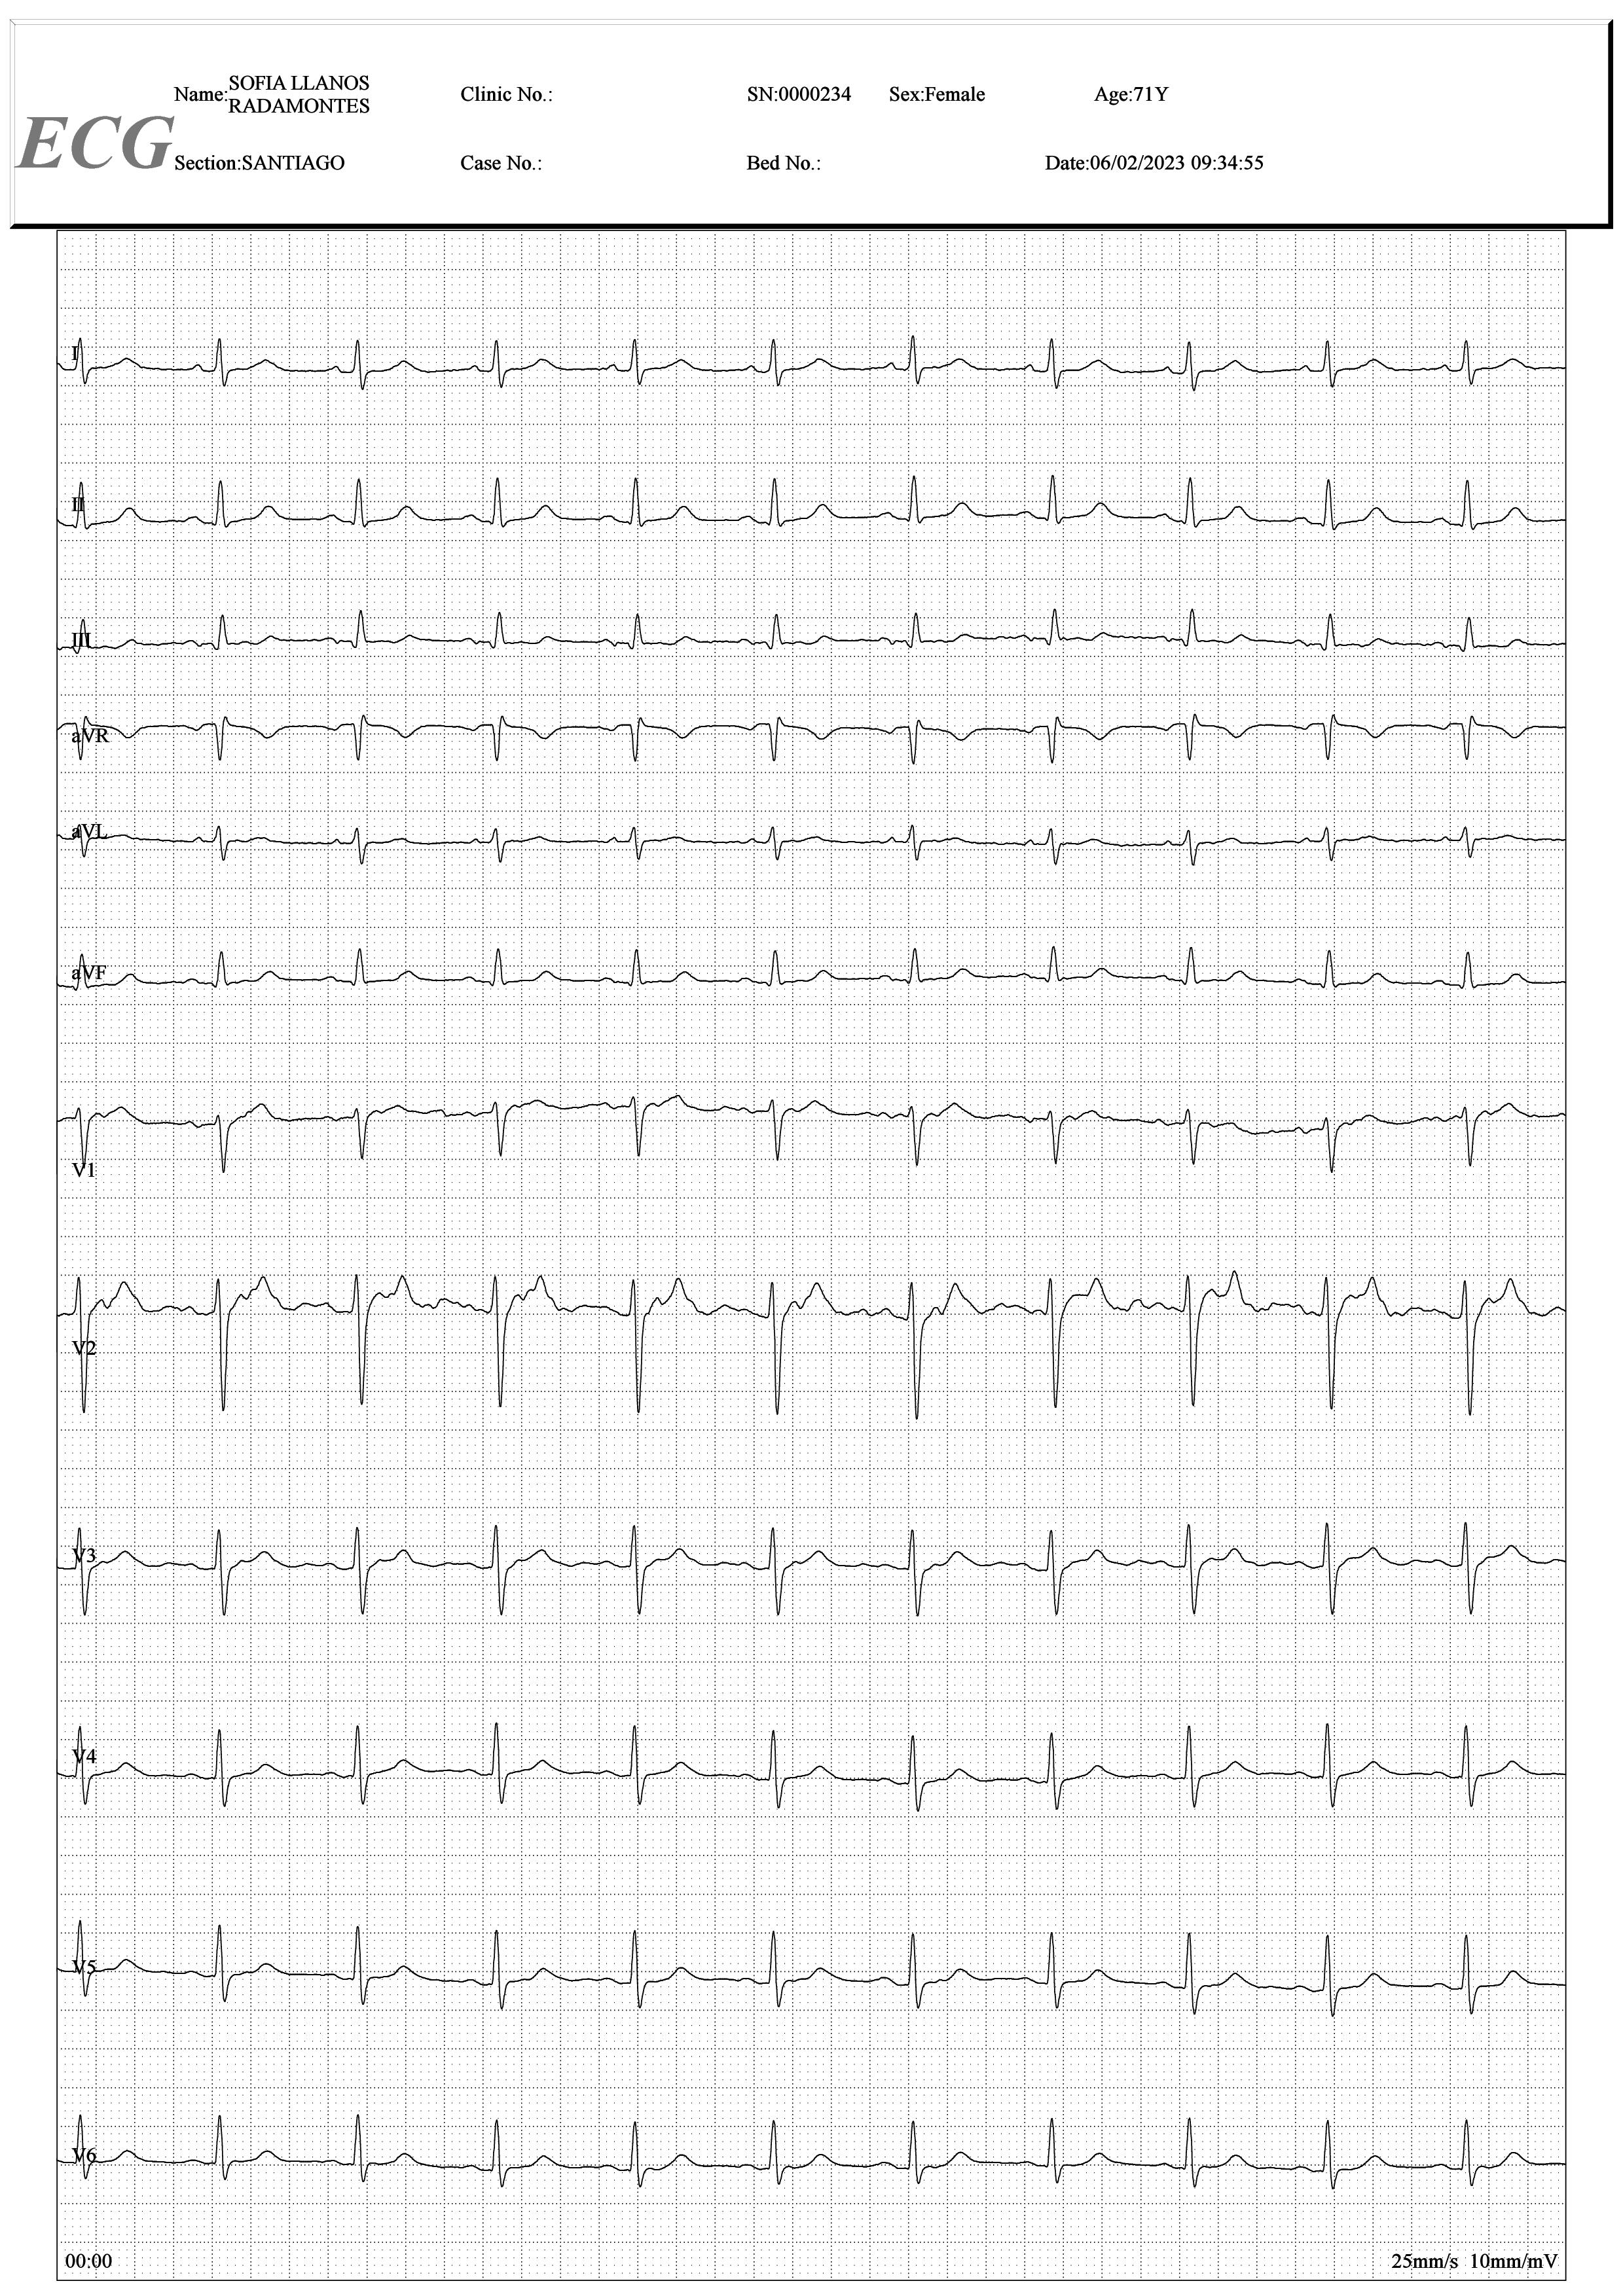 ECG
Name:SOFIA LLANOS RADAMONTES
Clinic No.:
SN:0000234
Sex:Female
Age:71Y
Section:SANTIAGO
Case No.:
Bed No.:
Date:06/02/2023 09:34:55
I
II
III
aVR
aVL
aVF
V1
V2
V3
V4
V5
V6
00:00
25mm/s 10mm/mV